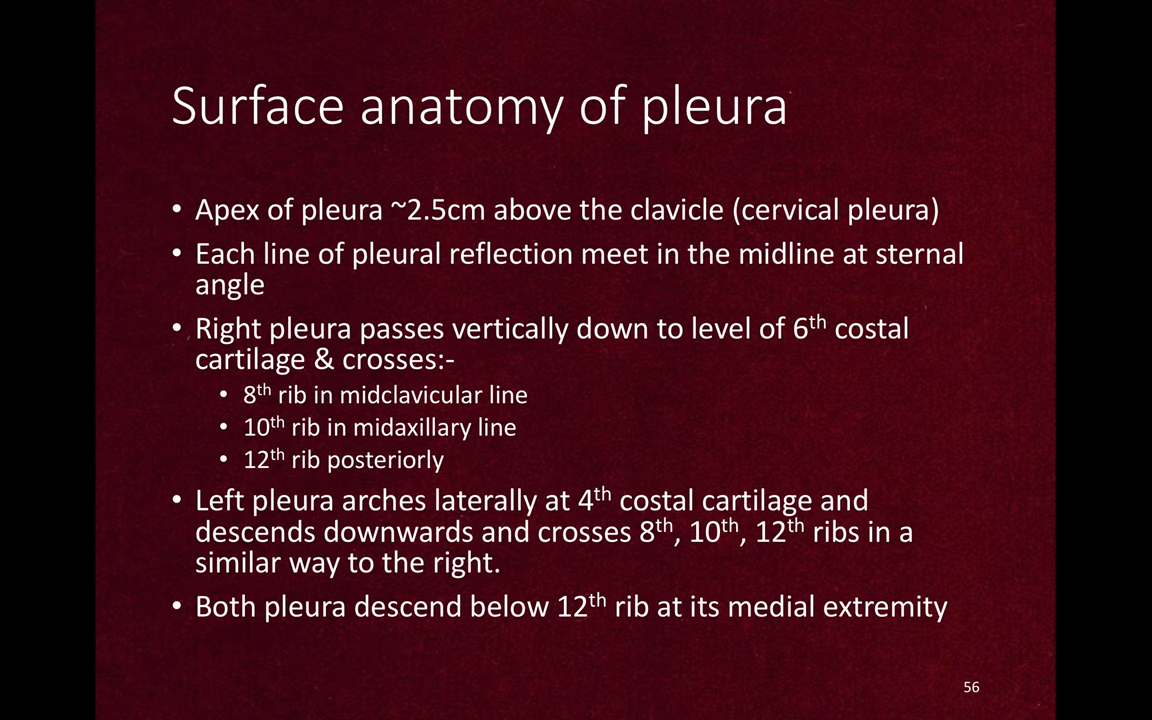 Surface anatomy of pleura
• Apex of pleura ~2.5cm above the clavicle (cervical pleura)
• Each line of pleural reflection meet in the midline at sternal
angle
• Right pleura passes vertically down to level of 6th costal
cartilage & crosses:-
• 8th rib in midclavicular line
• 10th rib in midaxillary line
• 12th rib posteriorly
• Left pleura arches laterally at 4th costal cartilage and
descends downwards and crosses 8th, 10th, 12th ribs in a
similar way to the right.
• Both pleura descend below 12th rib at its medial extremity
56